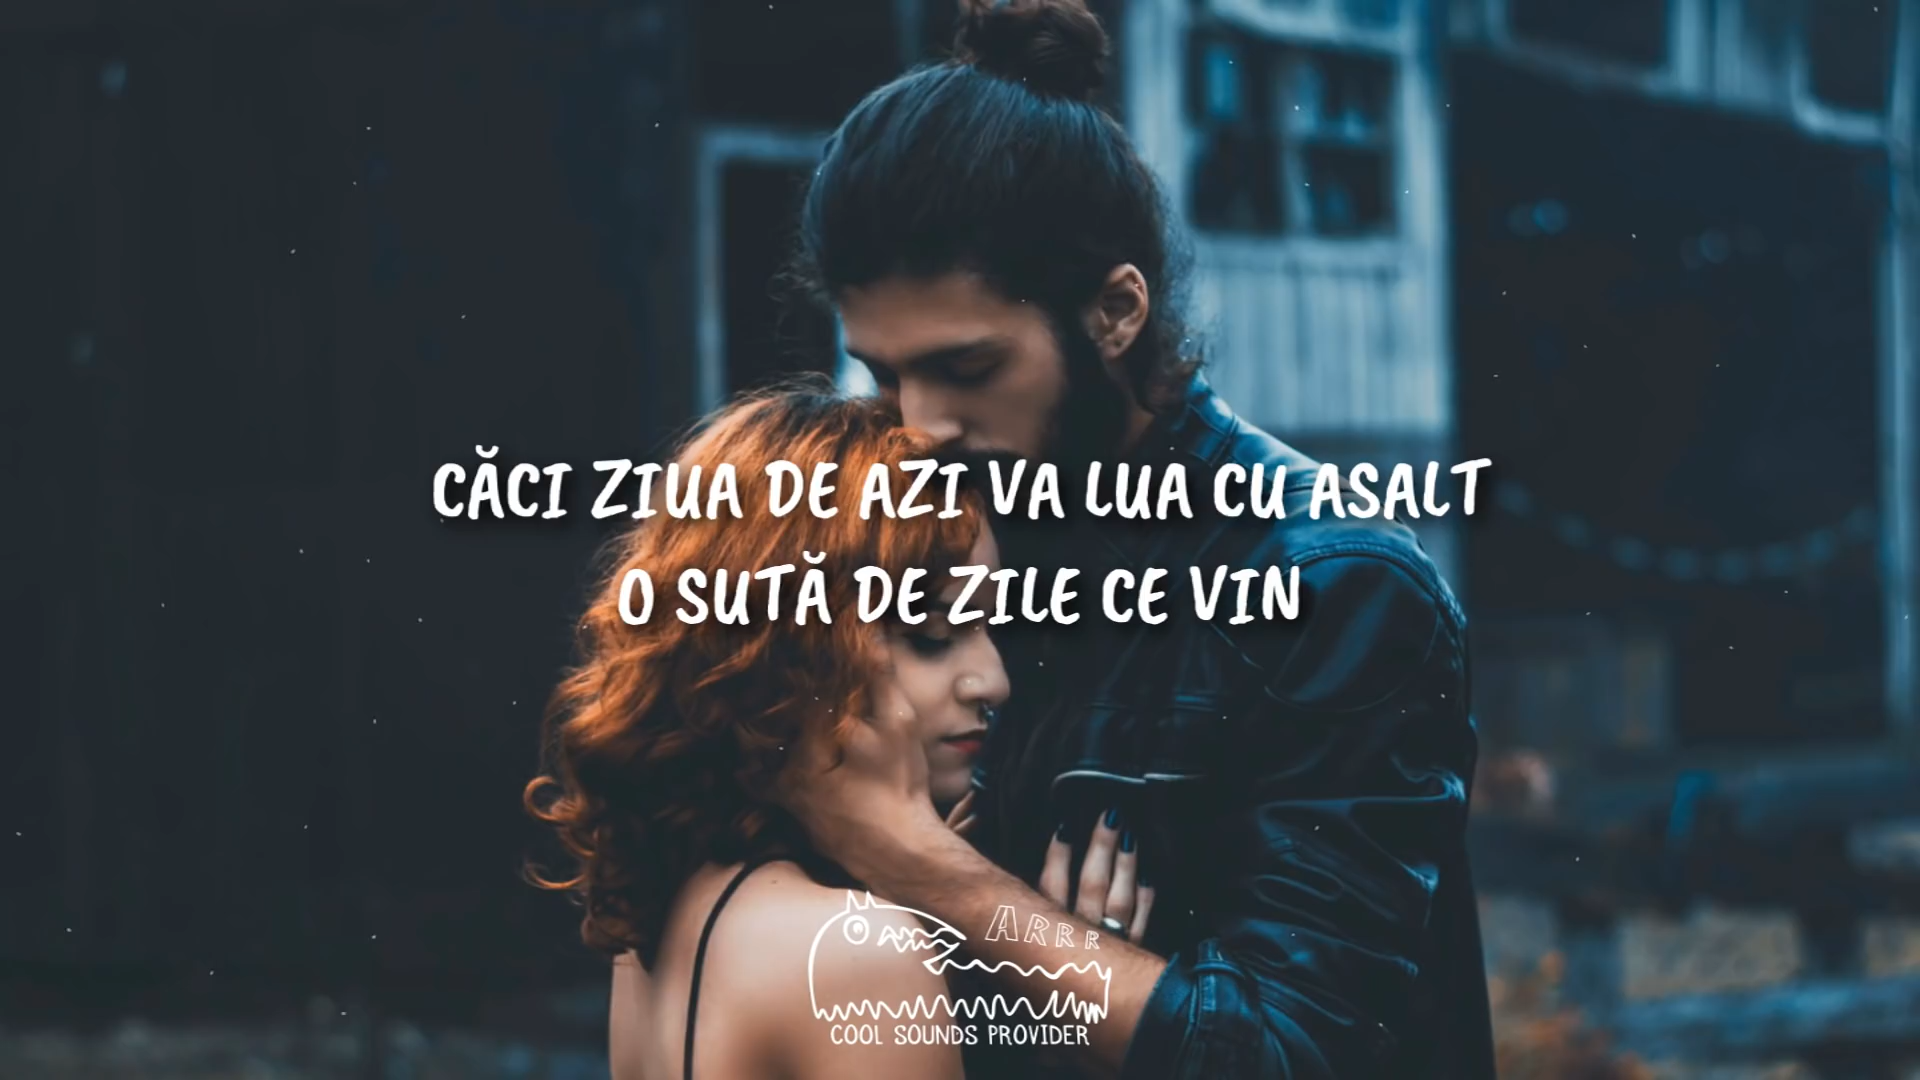 CĂCI ZIUA DE AZI VA LUA CU ASALT
O SUTĂ DE ZILE CE VIN
ARRR
COOL SOUNDS PROVIDER